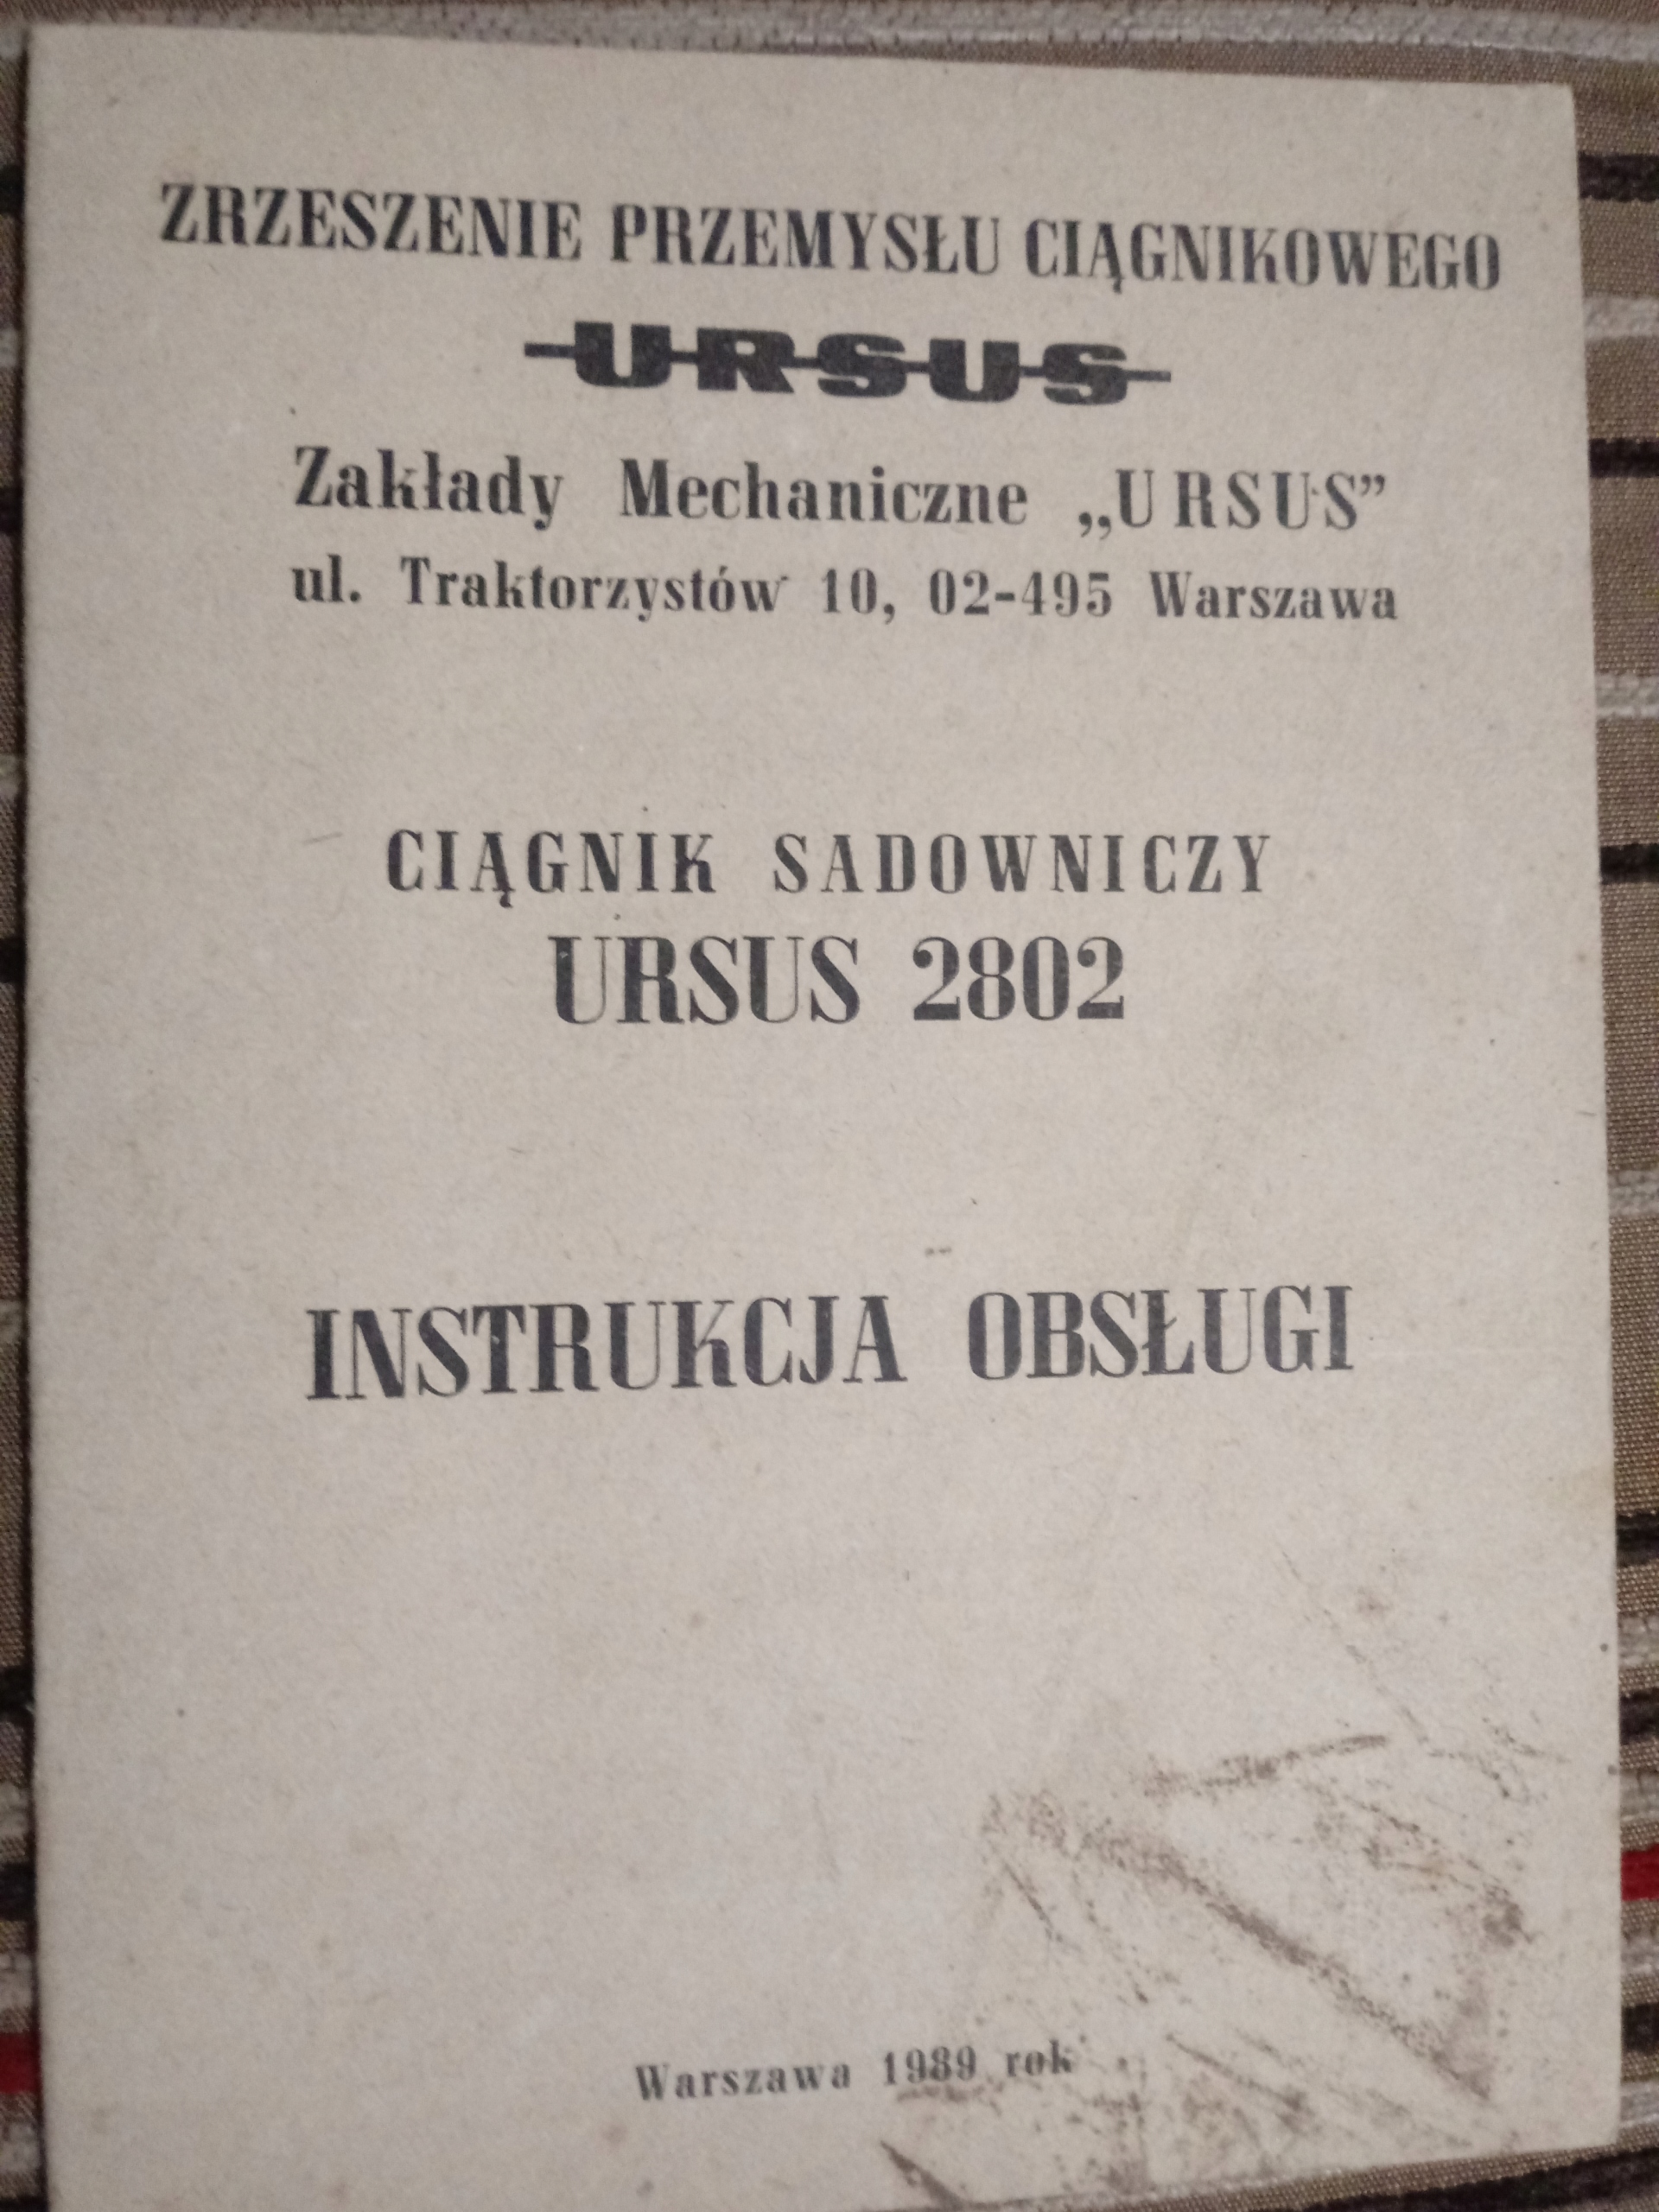 ZRZESZENIE PRZEMYSŁU CIĄGNIKOWEGO
URSUS
Zakłady Mechaniczne „URSUS”
ul. Traktorzystów 10, 02-495 Warszawa
CIĄGNIK SADOWNICZY
URSUS 2802
INSTRUKCJA OBSŁUGI
Warszawa 1989 rok